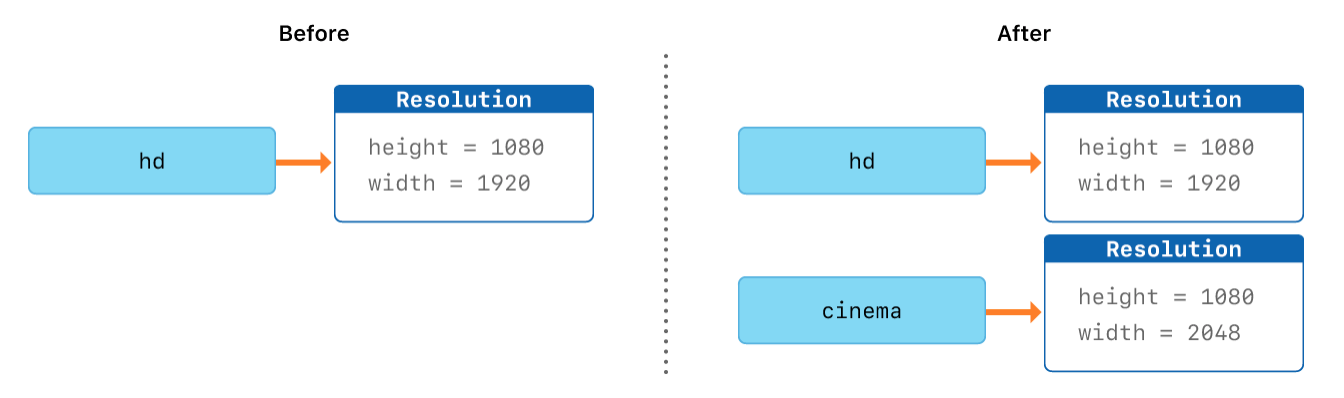 Before
Resolution
hd
height = 1080
width = 1920
After
Resolution
hd
height = 1080
width = 1920
Resolution
cinema
height = 1080
width = 2048